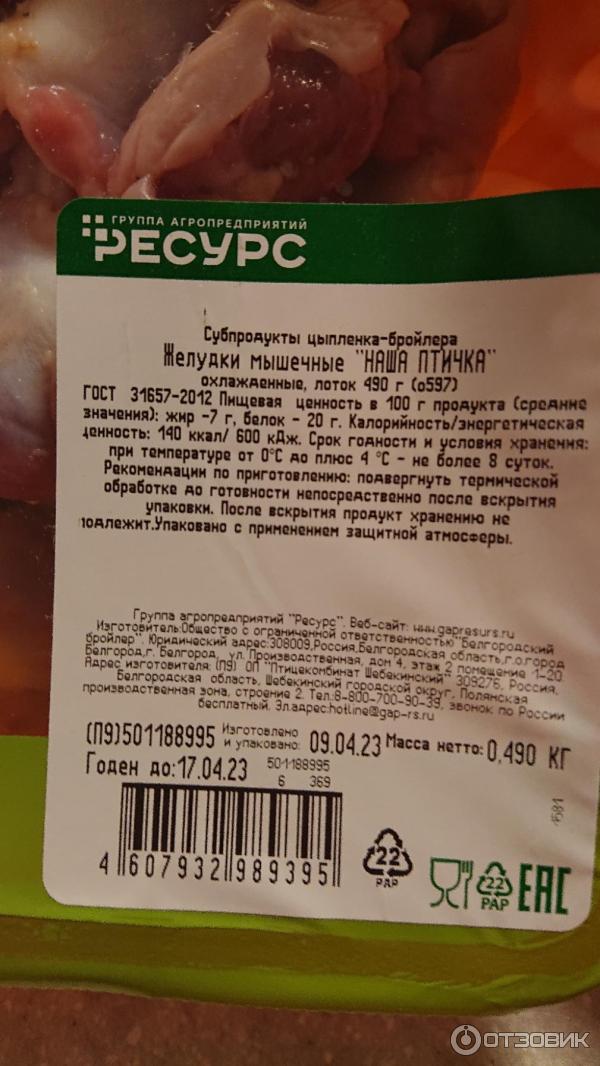 ГРУППА АГРОПРЕДПРИЯТИЙ
РЕСУРС
Субпродукты цыпленка-бройлера
Желудки мышечные "НАША ПТИЧКА"
охлажденные, лоток 490 г (о597)
ГОСТ 31657-2012 Пищевая ценность в 100 г продукта (средние
значения): жир -7 г, белок - 20 г. Калорийность/энергетическая
ценность: 140 ккал/ 600 кДж. Срок годности и условия хранения:
при температуре от 0°С до плюс 4 °С - не более 8 суток.
Рекомендации по приготовлению: подвергнуть термической
обработке до готовности непосредственно после вскрытия
упаковки. После вскрытия продукт хранению не
подлежит.Упаковано с применением защитной атмосферы.
Группа агропредприятий "Ресурс". Веб-сайт: www.gapresurs.ru
Изготовитель:Общество с ограниченной ответственностью "Белгородский
бройлер". Юридический адрес:308009,Россия,Белгородская область,г.о.город
Белгород,г. Белгород, ул. Производственная, дом 4, этаж 2 помещение 1-20.
Адрес изготовителя: (П9) ОП "Птицекомбинат Шебекинский" 309276, Россия,
Белгородская область, Шебекинский городской округ, Полянская
производственная зона, строение 2. Тел.:8-800-700-90-39, звонок по России
бесплатный. Эл.адрес:hotline@gap-rs.ru
(П9)501188995 Изготовлено и упаковано: 09.04.23 Масса нетто: 0,490 КГ
Годен до:17.04.23 501188995
6 369
4581
4 607932 989395
22
PAP
22
PAP
EAC
ОТЗОВИК